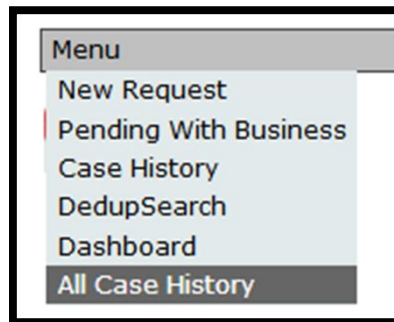 Menu
New Request
Pending With Business
Case History
DedupSearch
Dashboard
All Case History